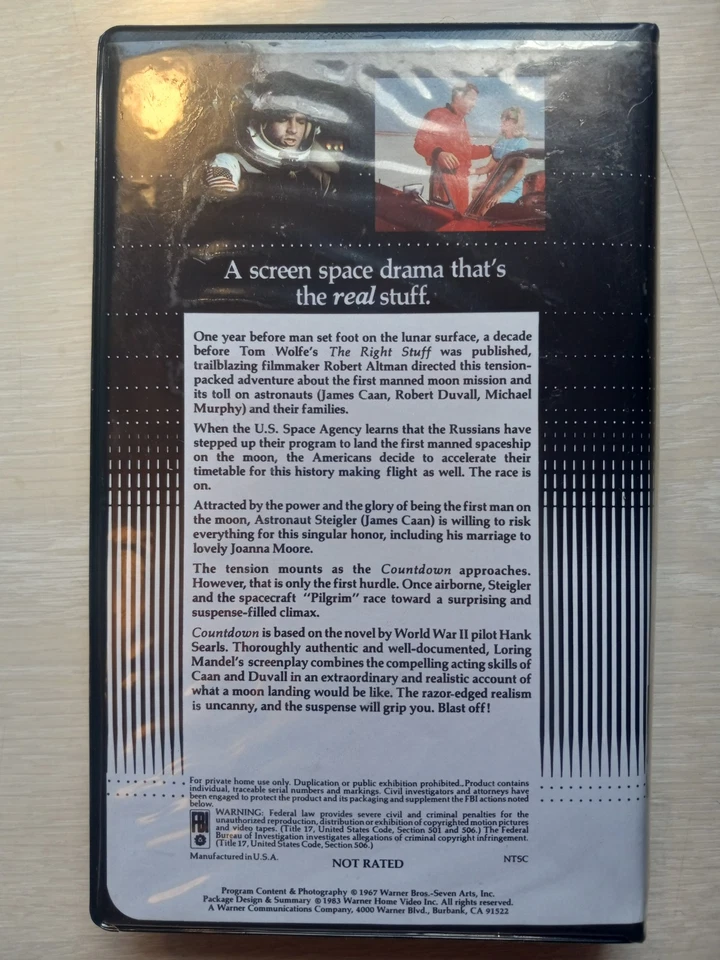 A screen space drama that's
the real stuff.
One year before man set foot on the lunar surface, a decade
before Tom Wolfe's The Right Stuff was published,
trailblazing filmmaker Robert Altman directed this tension-
packed adventure about the first manned moon mission and
its toll on astronauts (James Caan, Robert Duvall, Michael
Murphy) and their families.
When the U.S. Space Agency learns that the Russians have
stepped up their program to land the first manned spaceship
on the moon, the Americans decide to accelerate their
timetable for this history making flight as well. The race is
on.
Attracted by the power and the glory of being the first man on
the moon, Astronaut Steigler (James Caan) is willing to risk
everything for this singular honor, including his marriage to
lovely Joanna Moore.
The tension mounts as the Countdown approaches.
However, that is only the first hurdle. Once airborne, Steigler
and the spacecraft "Pilgrim" race toward a surprising and
suspense-filled climax.
Countdown is based on the novel by World War II pilot Hank
Searls. Thoroughly authentic and well-documented, Loring
Mandel's screenplay combines the compelling acting skills of
Caan and Duvall in an extraordinary and realistic account of
what a moon landing would be like. The razor-edged realism
is uncanny, and the suspense will grip you. Blast off!
For private home use only. Duplication or public exhibition prohibited. Product contains
individual, traceable serial numbers and markings. Civil investigators and attorneys have
been engaged to protect the product and its packaging and supplement the FBI actions noted
below.
FBI
WARNING: Federal law provides severe civil and criminal penalties for the
unauthorized reproduction, distribution or exhibition of copyrighted motion pictures
and video tapes. (Title 17, United States Code, Section 501 and 506.) The Federal
Bureau of Investigation investigates allegations of criminal copyright infringement.
(Title 17, United States Code, Section 506.)
Manufactured in U.S.A.
NOT RATED
NTSC
Program Content & Photography © 1967 Warner Bros.-Seven Arts, Inc.
Package Design & Summary © 1983 Warner Home Video Inc. All rights reserved.
A Warner Communications Company, 4000 Warner Blvd., Burbank, CA 91522